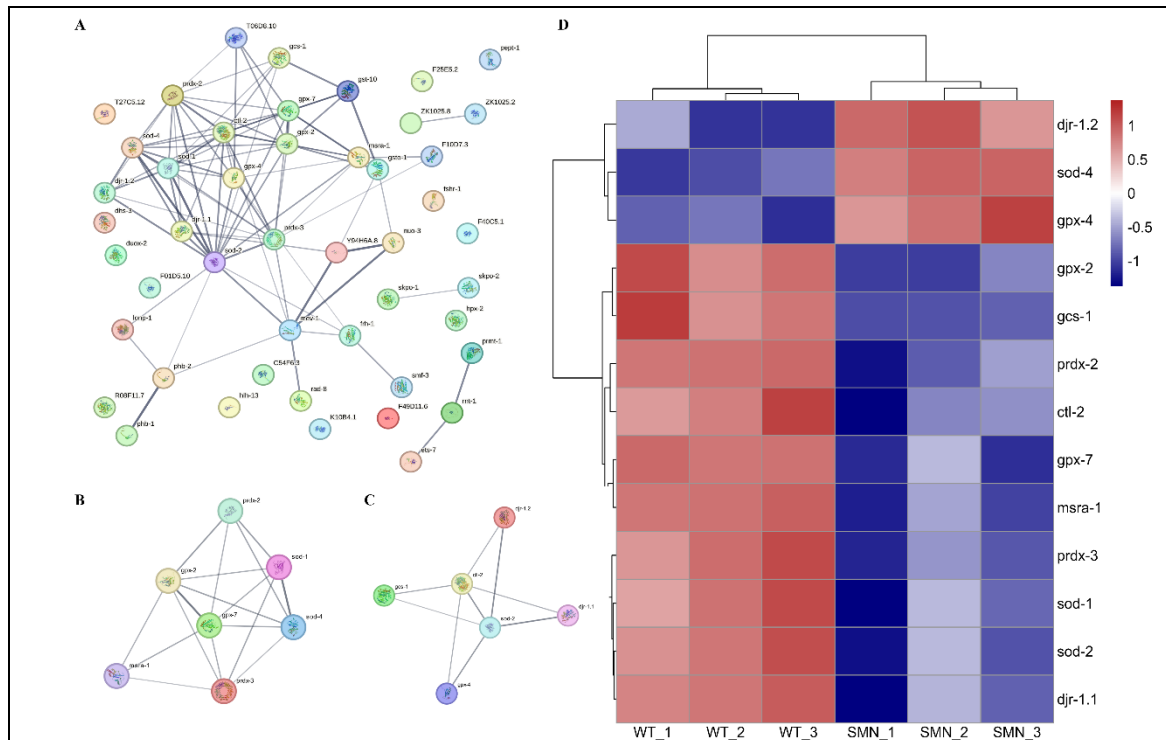 A
T06D8.10
gcs-1
pept-1
F25E5.2
prdx-2
gst-10
T27C5.12
gpx-7
ZK1025.8
ZK1025.2
ctl-2
sod-4
gpx-2
msra-1
F10D7.3
sod-1
gsto-1
gpx-4
djr-1.2
tshr-1
dhs-3
djr-1.1
prdx-3
nuo-3
F40C5.1
duox-2
sod-2
Y94H6A.8
F01D5.10
skpo-1
skpo-2
lonp-1
mev-1
hpx-2
frh-1
prmt-1
phb-2
C54F6.3
smf-3
rad-8
R08F11.7
hlh-13
F49D11.6
phb-1
K10B4.1
B
prdx-2
sod-1
gpx-2
gpx-7
sod-4
msra-1
prdx-3
C
djr-1.2
gcs-1
ctl-2
djr-1.1
sod-2
gpx-4
D
djr-1.2
sod-4
gpx-4
gpx-2
gcs-1
prdx-2
ctl-2
gpx-7
msra-1
prdx-3
sod-1
sod-2
djr-1.1
1
0.5
0
-0.5
-1
WT_1 WT_2 WT_3 SMN_1 SMN_2 SMN_3